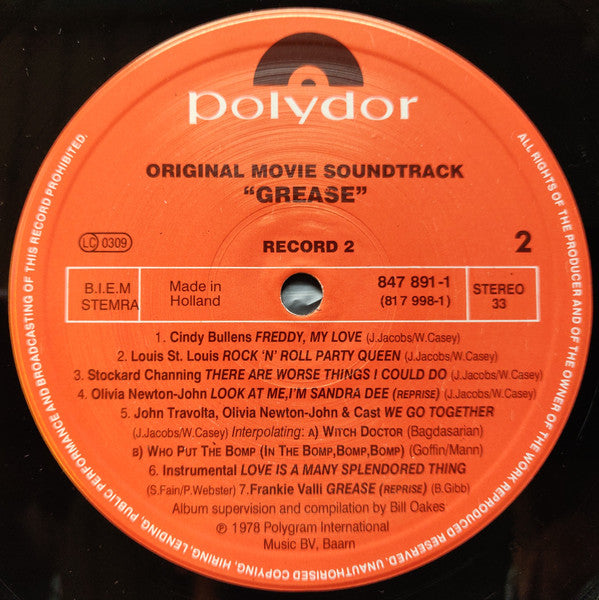 polydor
ORIGINAL MOVIE SOUNDTRACK
"GREASE"
LC 0309
RECORD 2
2
B.I.E.M
STEMRA
Made in
Holland
847 891-1
(817 998-1)
STEREO
33
1. Cindy Bullens FREDDY, MY LOVE (J.Jacobs/W.Casey)
2. Louis St. Louis ROCK 'N' ROLL PARTY QUEEN (J.Jacobs/W.Casey)
3. Stockard Channing THERE ARE WORSE THINGS I COULD DO (J.Jacobs/W.Casey)
4. Olivia Newton-John LOOK AT ME,I'M SANDRA DEE (REPRISE) (J.Jacobs/W.Casey)
5. John Travolta, Olivia Newton-John & Cast WE GO TOGETHER
(J.Jacobs/W.Casey) Interpolating: A) WITCH DOCTOR (Bagdasarian)
B) WHO PUT THE BOMP (IN THE BOMP,BOMP,BOMP) (Goffin/Mann)
6. Instrumental LOVE IS A MANY SPLENDORED THING
(S.Fain/P.Webster) 7.Frankie Valli GREASE (REPRISE) (B.Gibb)
Album supervision and compilation by Bill Oakes
℗ 1978 Polygram International
Music BV, Baarn
ALL RIGHTS OF THE PRODUCER AND OF THE OWNER OF THE WORK REPRODUCED RESERVED. UNAUTHORISED COPYING, HIRING, LENDING, PUBLIC PERFORMANCE AND BROADCASTING OF THIS RECORD PROHIBITED.